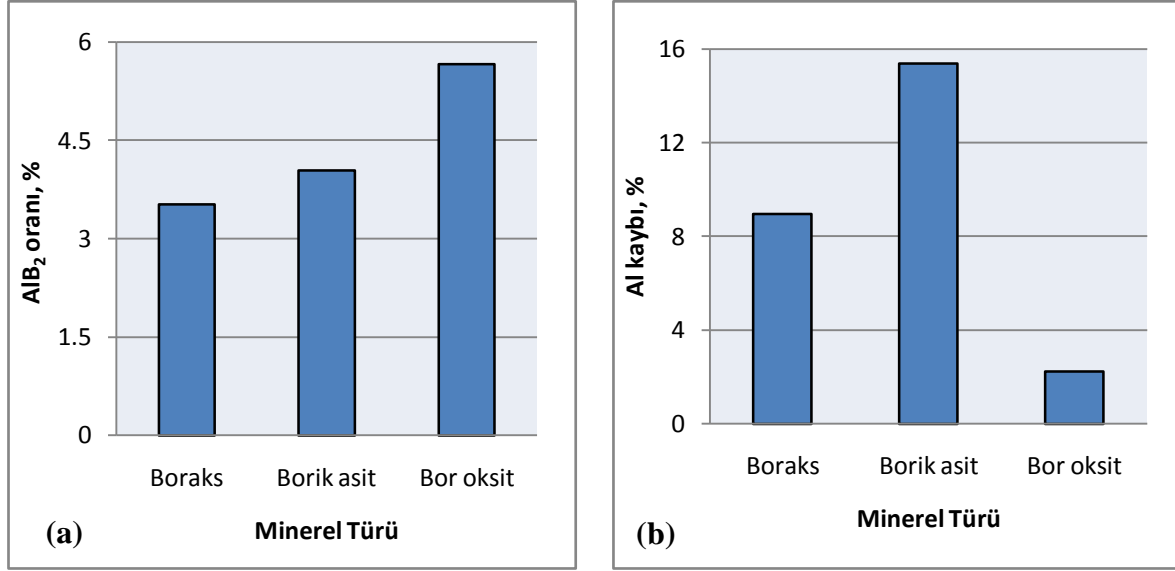 6
4.5
3
1.5
0
AlB2 oranı, %
Boraks Borik asit Bor oksit
Minerel Türü
(a)
16
12
8
4
0
Al kaybı, %
Boraks Borik asit Bor oksit
Minerel Türü
(b)